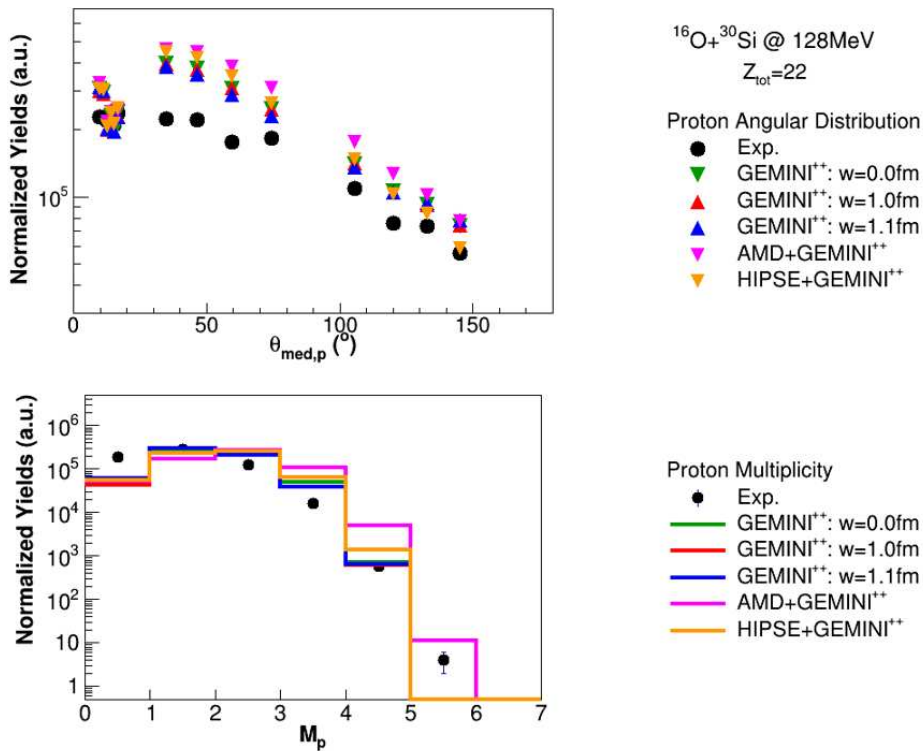 Normalized Yields (a.u.)
10⁵
0 50 100 150
θmed,p (°)
¹⁶O+³⁰Si @ 128MeV
Ztot=22
Proton Angular Distribution
Exp.
GEMINI⁺⁺: w=0.0fm
GEMINI⁺⁺: w=1.0fm
GEMINI⁺⁺: w=1.1fm
AMD+GEMINI⁺⁺
HIPSE+GEMINI⁺⁺
Normalized Yields (a.u.)
10⁶
10⁵
10⁴
10³
10²
10
1
0 1 2 3 4 5 6 7
Mp
Proton Multiplicity
Exp.
GEMINI⁺⁺: w=0.0fm
GEMINI⁺⁺: w=1.0fm
GEMINI⁺⁺: w=1.1fm
AMD+GEMINI⁺⁺
HIPSE+GEMINI⁺⁺